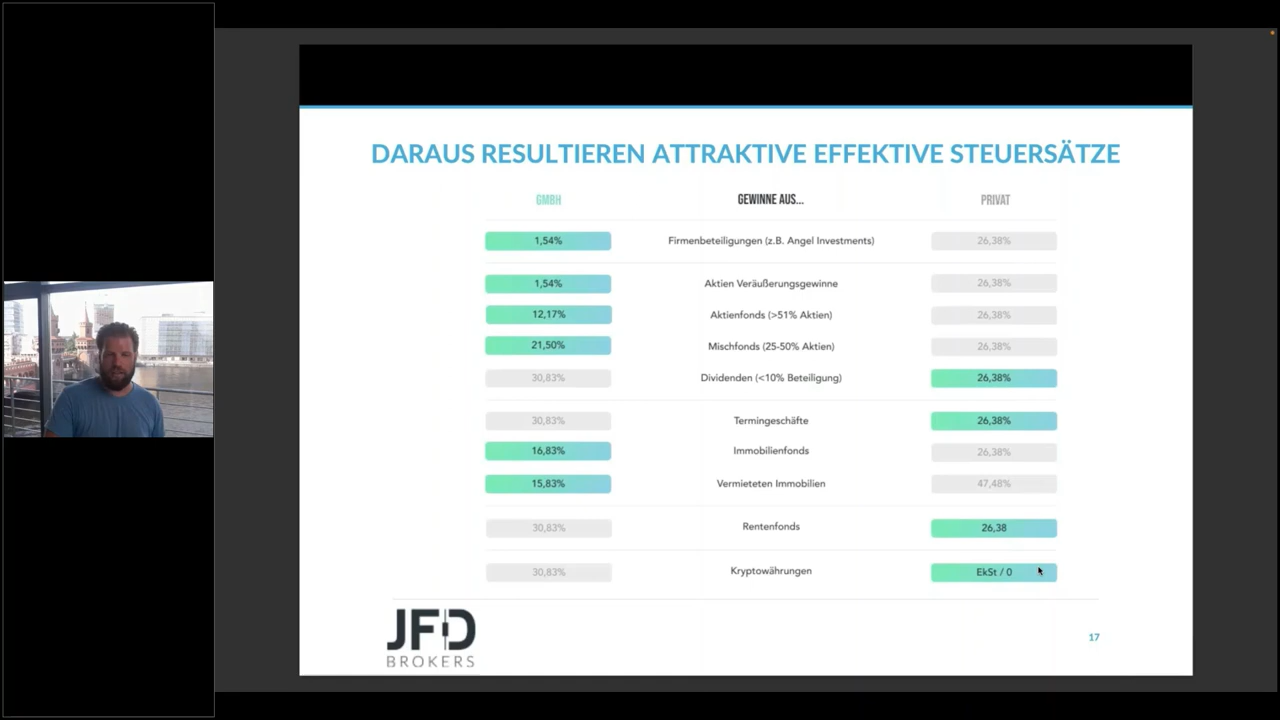 DARAUS RESULTIEREN ATTRAKTIVE EFFEKTIVE STEUERSÄTZE
GMBH GEWINNE AUS... PRIVAT
1,54% Firmenbeteiligungen (z.B. Angel Investments) 26,38%
1,54% Aktien Veräußerungsgewinne 26,38%
12,17% Aktienfonds (>51% Aktien) 26,38%
21,50% Mischfonds (25-50% Aktien) 26,38%
30,83% Dividenden (<10% Beteiligung) 26,38%
30,83% Termingeschäfte 26,38%
16,83% Immobilienfonds 26,38%
15,83% Vermieteten Immobilien 47,48%
30,83% Rentenfonds 26,38
30,83% Kryptowährungen EkSt / 0
JFD
BROKERS
17